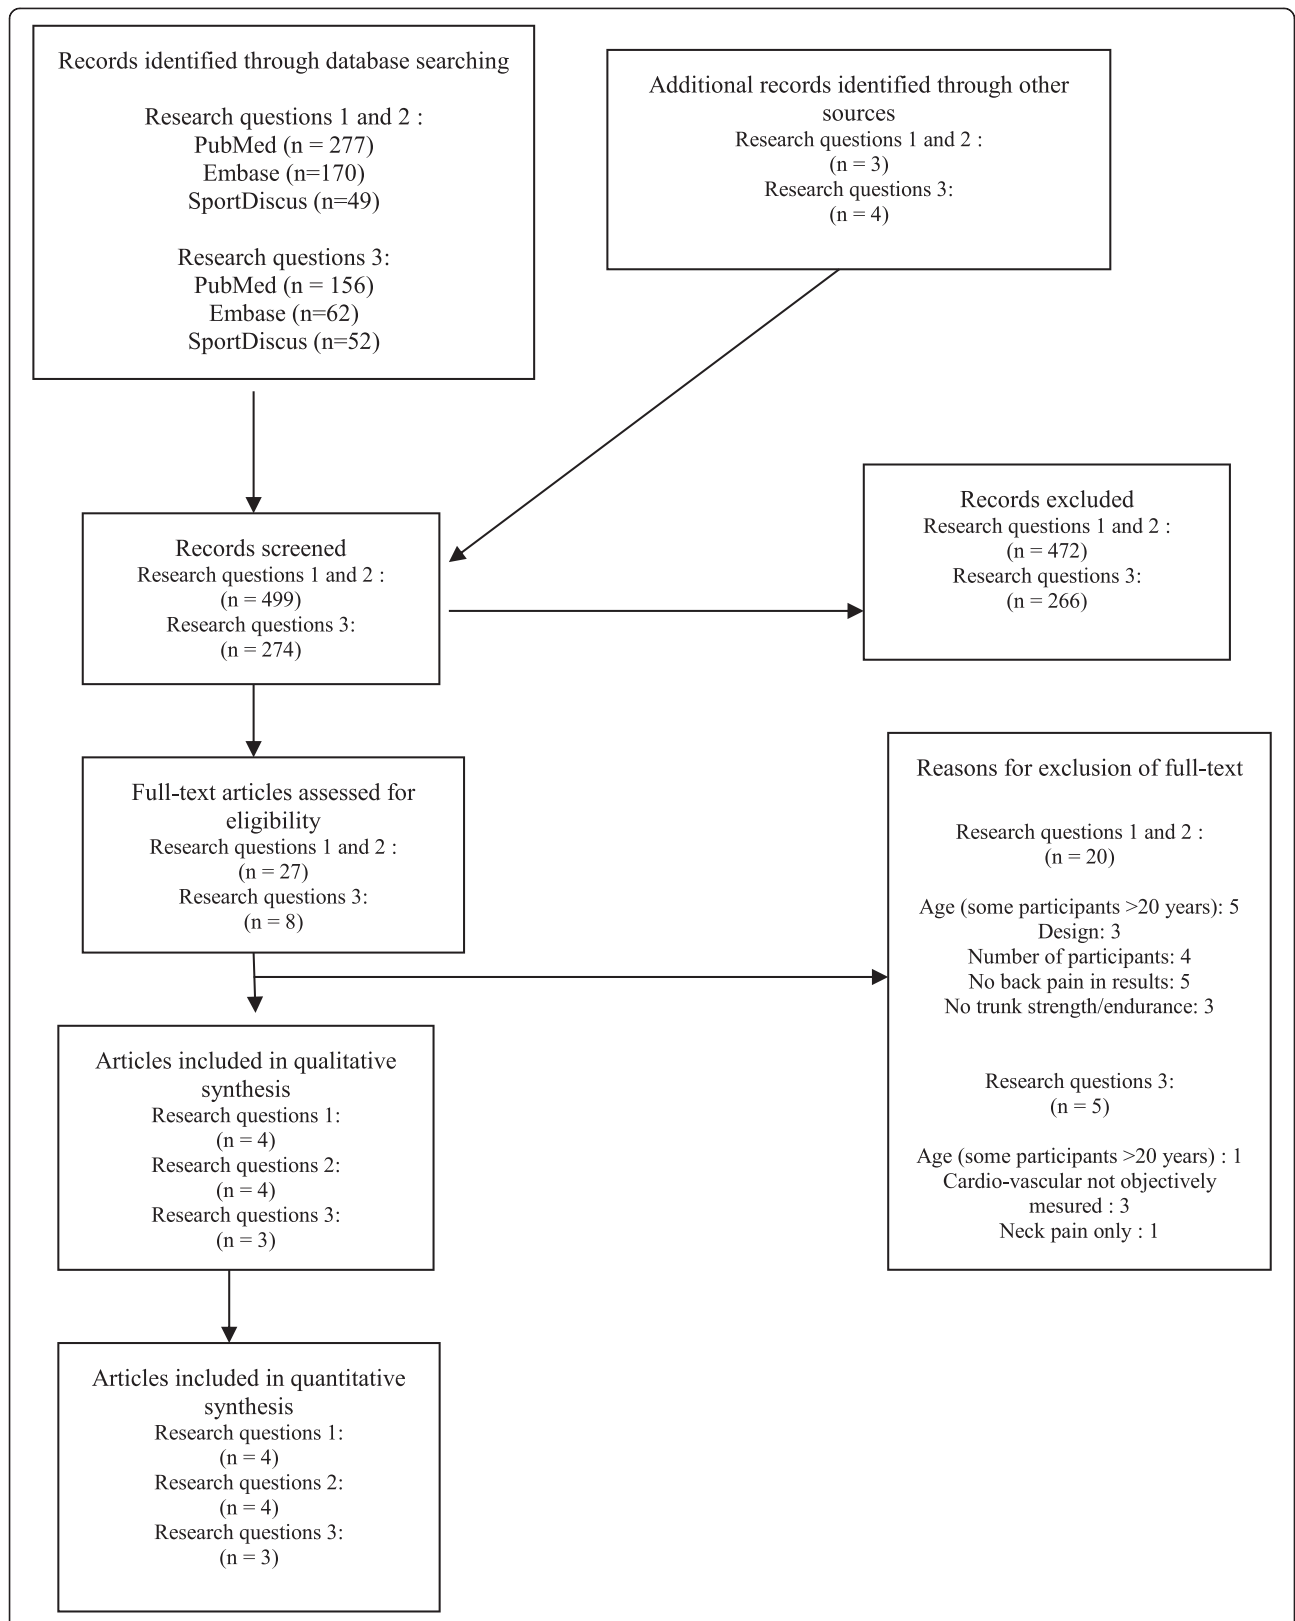 Records identified through database searching
Research questions 1 and 2 :
PubMed (n = 277)
Embase (n=170)
SportDiscus (n=49)
Research questions 3:
PubMed (n = 156)
Embase (n=62)
SportDiscus (n=52)
Additional records identified through other
sources
Research questions 1 and 2 :
(n = 3)
Research questions 3:
(n = 4)
Records screened
Research questions 1 and 2 :
(n = 499)
Research questions 3:
(n = 274)
Records excluded
Research questions 1 and 2 :
(n = 472)
Research questions 3:
(n = 266)
Full-text articles assessed for
eligibility
Research questions 1 and 2 :
(n = 27)
Research questions 3:
(n = 8)
Reasons for exclusion of full-text
Research questions 1 and 2 :
(n = 20)
Age (some participants >20 years): 5
Design: 3
Number of participants: 4
No back pain in results: 5
No trunk strength/endurance: 3
Research questions 3:
(n = 5)
Age (some participants >20 years) : 1
Cardio-vascular not objectively
mesured : 3
Neck pain only : 1
Articles included in qualitative
synthesis
Research questions 1:
(n = 4)
Research questions 2:
(n = 4)
Research questions 3:
(n = 3)
Articles included in quantitative
synthesis
Research questions 1:
(n = 4)
Research questions 2:
(n = 4)
Research questions 3:
(n = 3)